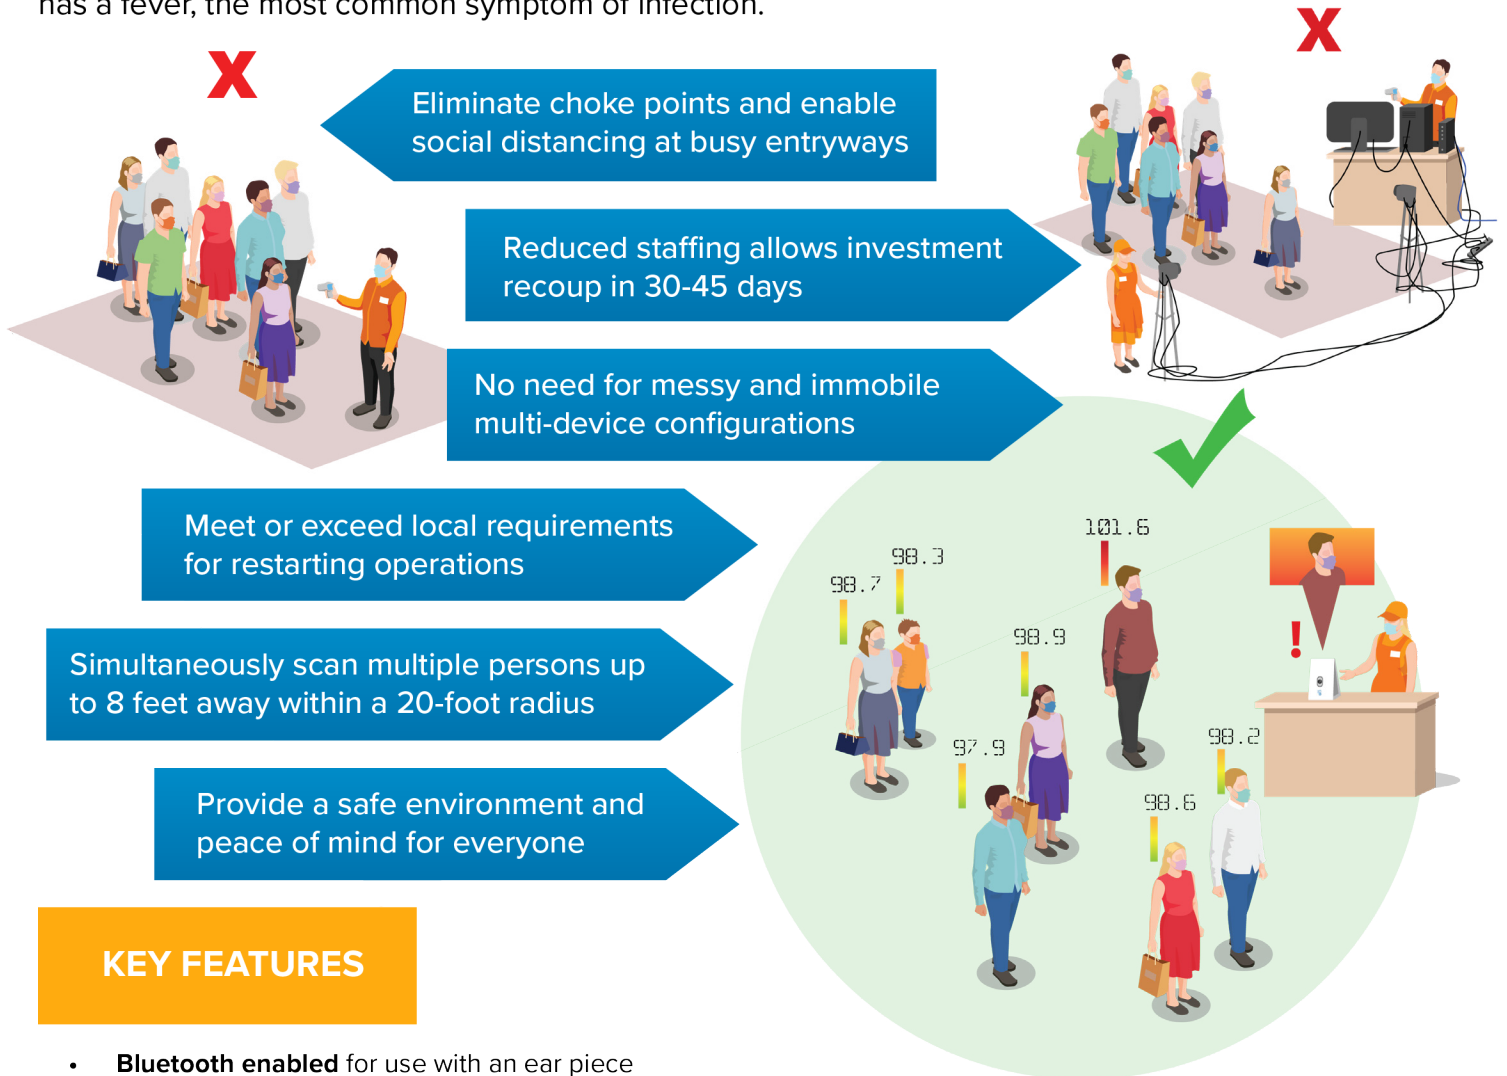 has a fever, the most common symptom of infection.
X
X
Eliminate choke points and enable
social distancing at busy entryways
Reduced staffing allows investment
recoup in 30-45 days
No need for messy and immobile
multi-device configurations
Meet or exceed local requirements
for restarting operations
Simultaneously scan multiple persons up
to 8 feet away within a 20-foot radius
Provide a safe environment and
peace of mind for everyone
101.6
98.3
98.7
98.9
97.9
98.2
98.6
!
KEY FEATURES
• Bluetooth enabled for use with an ear piece